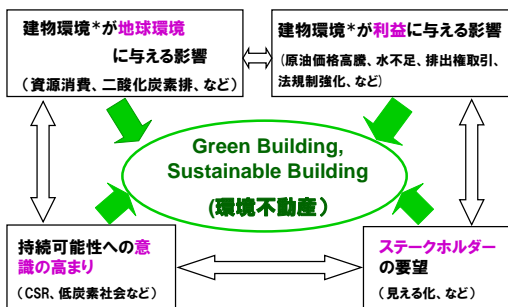 建物環境*が地球環境
に与える影響
(資源消費、二酸化炭素排、など)
建物環境*が利益に与える影響
(原油価格高騰、水不足、排出権取引、
法規制強化、など)
Green Building,
Sustainable Building
(環境不動産)
持続可能性への意
識の高まり
(CSR、低炭素社会など)
ステークホルダー
の要望
(見える化、など)